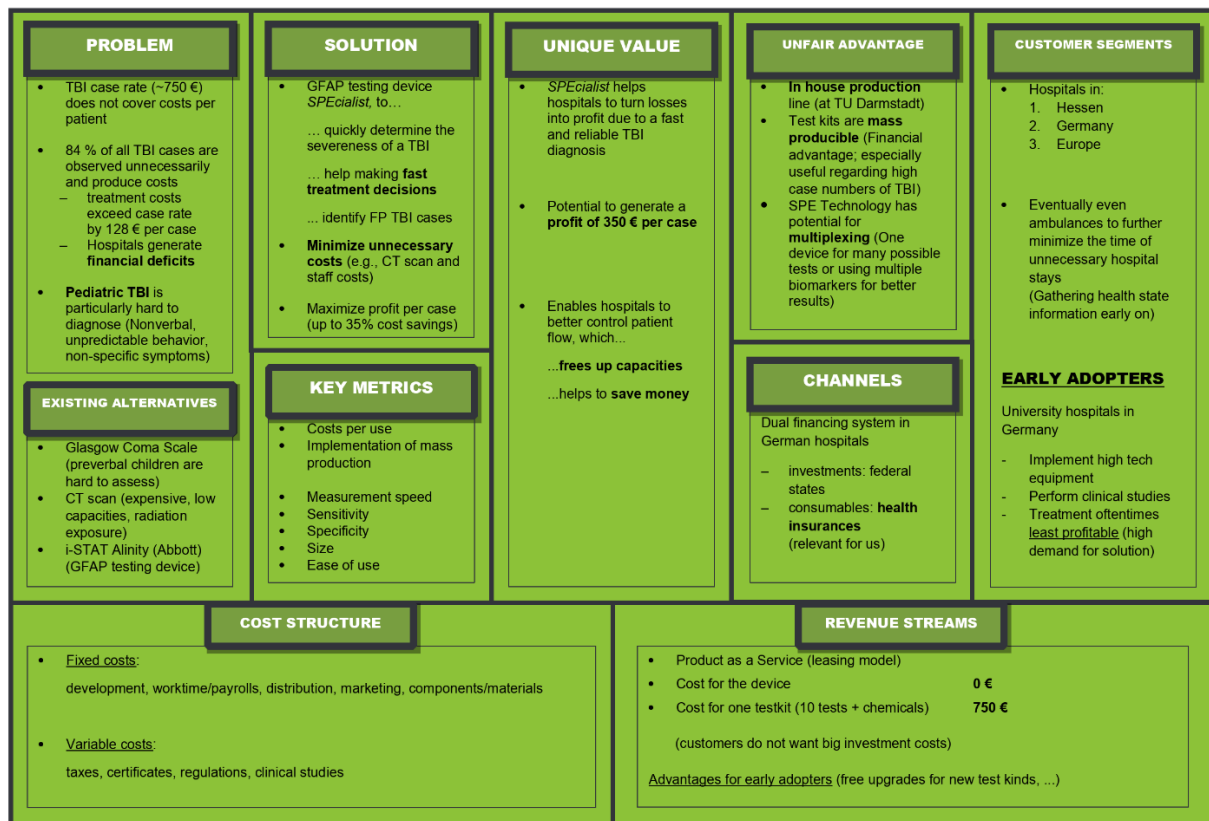 PROBLEM
• TBI case rate (~750 €)
does not cover costs per
patient
• 84 % of all TBI cases are
observed unnecessarily
and produce costs
– treatment costs
exceed case rate
by 128 € per case
– Hospitals generate
financial deficits
• Pediatric TBI is
particularly hard to
diagnose (Nonverbal,
unpredictable behavior,
non-specific symptoms)
EXISTING ALTERNATIVES
• Glasgow Coma Scale
(preverbal children are
hard to assess)
• CT scan (expensive, low
capacities, radiation
exposure)
• i-STAT Alinity (Abbott)
(GFAP testing device)
SOLUTION
• GFAP testing device
SPEcialist, to…
… quickly determine the
severeness of a TBI
… help making fast
treatment decisions
... identify FP TBI cases
• Minimize unnecessary
costs (e.g., CT scan and
staff costs)
• Maximize profit per case
(up to 35% cost savings)
KEY METRICS
• Costs per use
• Implementation of mass
production
• Measurement speed
• Sensitivity
• Specificity
• Size
• Ease of use
UNIQUE VALUE
• SPEcialist helps
hospitals to turn losses
into profit due to a fast
and reliable TBI
diagnosis
• Potential to generate a
profit of 350 € per case
• Enables hospitals to
better control patient
flow, which...
...frees up capacities
...helps to save money
UNFAIR ADVANTAGE
• In house production
line (at TU Darmstadt)
• Test kits are mass
producible (Financial
advantage; especially
useful regarding high
case numbers of TBI)
• SPE Technology has
potential for
multiplexing (One
device for many possible
tests or using multiple
biomarkers for better
results)
CHANNELS
Dual financing system in
German hospitals
– investments: federal
states
– consumables: health
insurances
(relevant for us)
CUSTOMER SEGMENTS
• Hospitals in:
1. Hessen
2. Germany
3. Europe
• Eventually even
ambulances to further
minimize the time of
unnecessary hospital
stays
(Gathering health state
information early on)
EARLY ADOPTERS
University hospitals in
Germany
- Implement high tech
equipment
- Perform clinical studies
- Treatment oftentimes
least profitable (high
demand for solution)
COST STRUCTURE
• Fixed costs:
development, worktime/payrolls, distribution, marketing, components/materials
• Variable costs:
taxes, certificates, regulations, clinical studies
REVENUE STREAMS
• Product as a Service (leasing model)
• Cost for the device 0 €
• Cost for one testkit (10 tests + chemicals) 750 €
(customers do not want big investment costs)
Advantages for early adopters (free upgrades for new test kinds, ...)